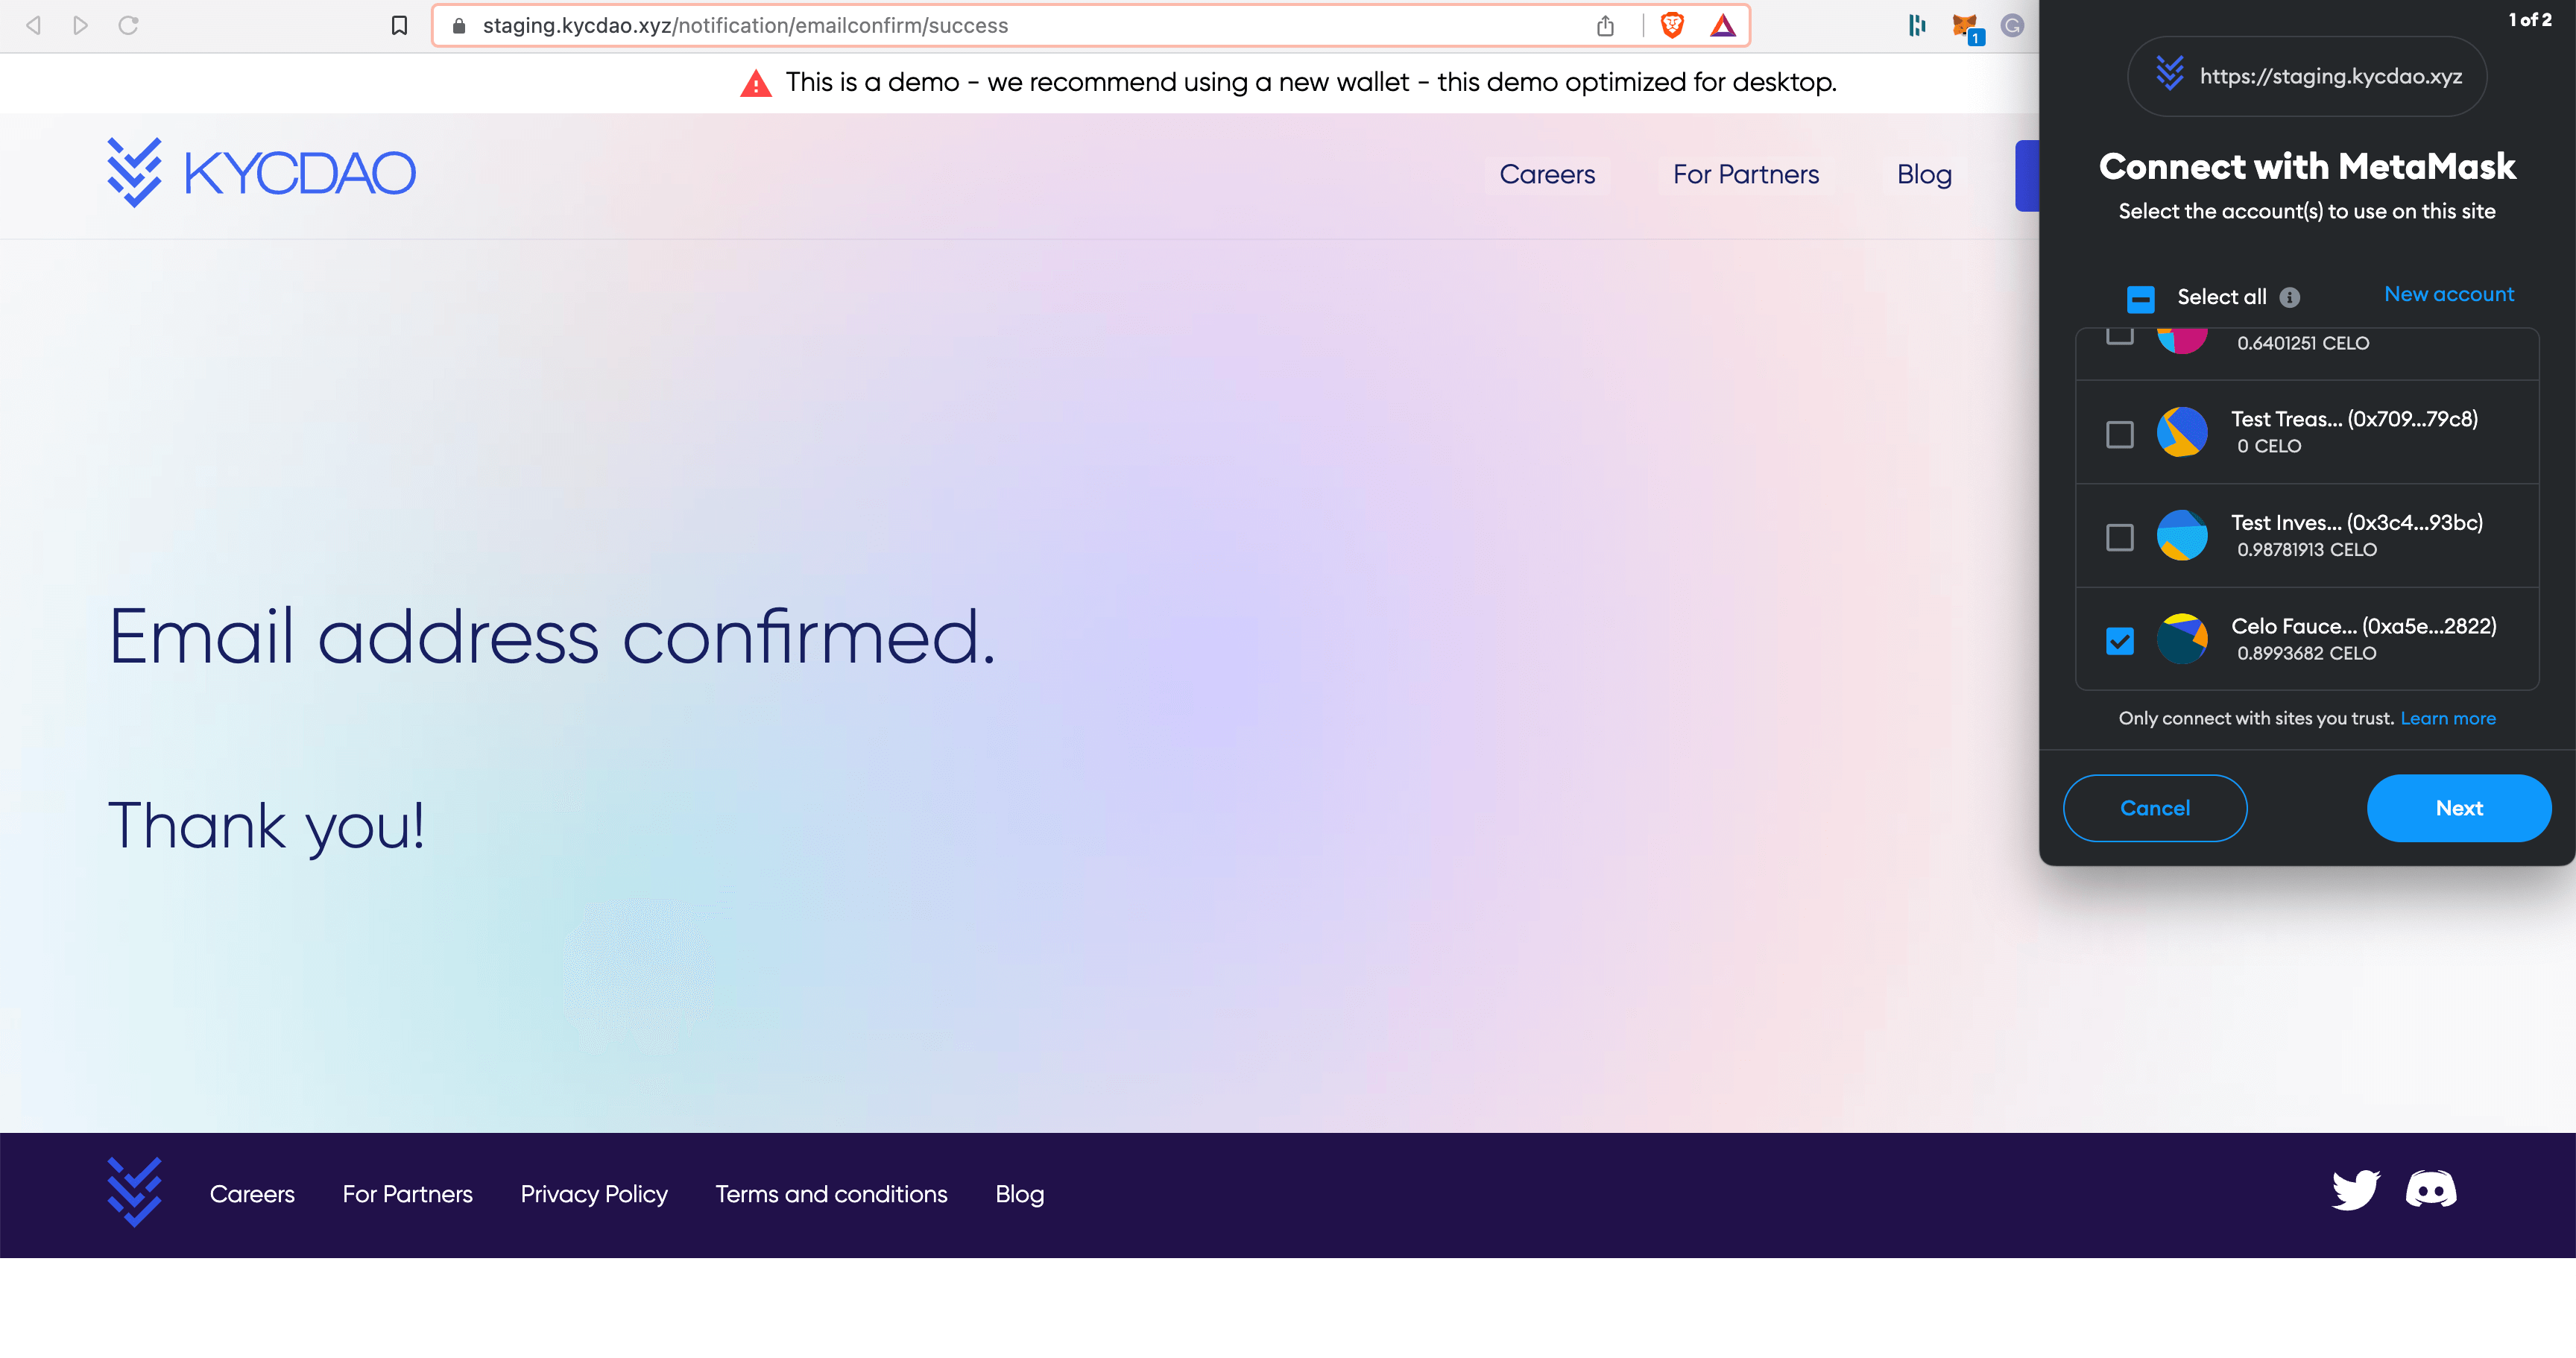 staging.kycdao.xyz/notification/emailconfirm/success
1
G
This is a demo - we recommend using a new wallet - this demo optimized for desktop.
KYCDAO
Careers
For Partners
Blog
Email address confirmed.
Thank you!
Careers
For Partners
Privacy Policy
Terms and conditions
Blog
1 of 2
https://staging.kycdao.xyz
Connect with MetaMask
Select the account(s) to use on this site
Select all
New account
0.6401251 CELO
Test Treas... (0x709...79c8)
0 CELO
Test Inves... (0x3c4...93bc)
0.98781913 CELO
Celo Fauce... (0xa5e...2822)
0.8993682 CELO
Only connect with sites you trust. Learn more
Cancel
Next